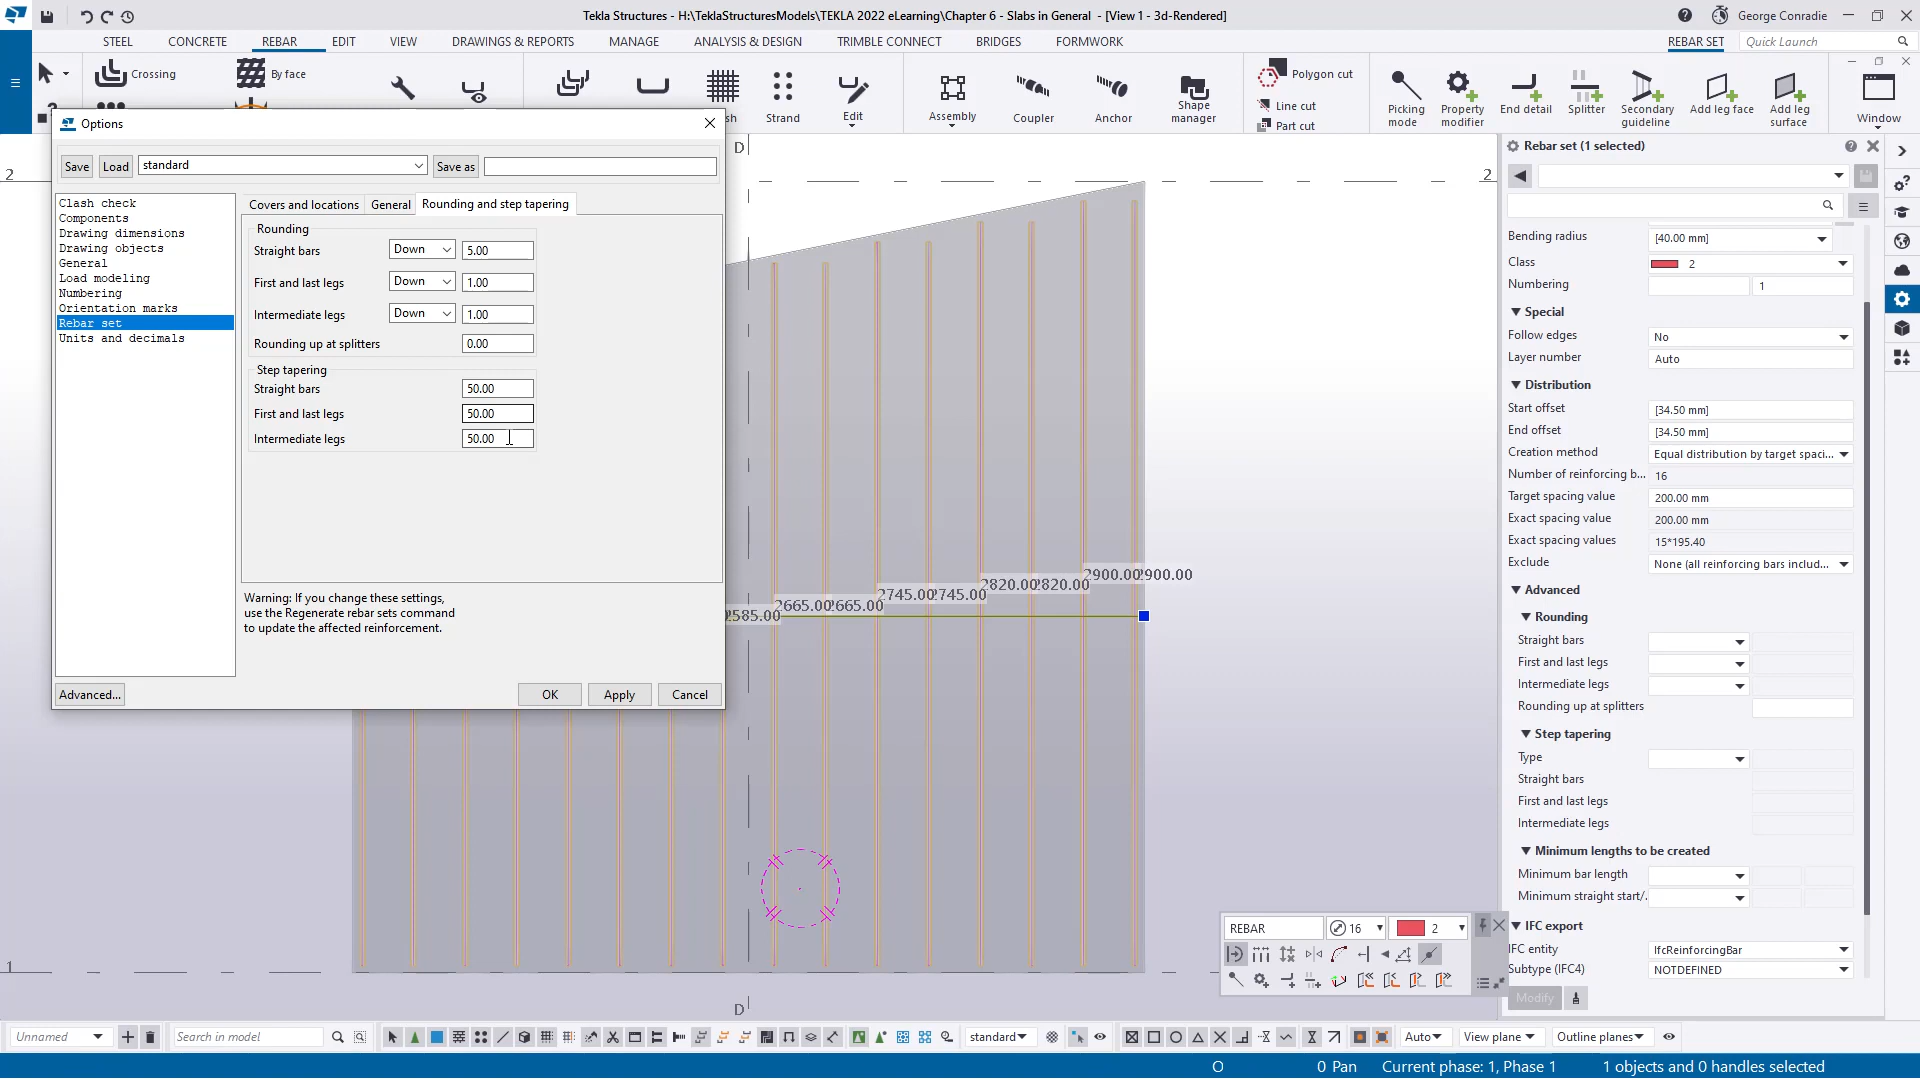 Tekla Structures - H:\TeklaStructuresModels\TEKLA 2022 eLearning\Chapter 6 - Slabs in General - [View 1 - 3d-Rendered]
George Conradie
STEEL CONCRETE REBAR EDIT VIEW DRAWINGS & REPORTS MANAGE ANALYSIS & DESIGN TRIMBLE CONNECT BRIDGES FORMWORK REBAR SET Quick Launch
Crossing
By face
Strand
Edit
Assembly
Coupler
Anchor
Shape manager
Polygon cut
Line cut
Part cut
Picking mode
Property modifier
End detail
Splitter
Secondary guideline
Add leg face
Add leg surface
Window
Options
Save Load standard Save as
Clash check
Components
Drawing dimensions
Drawing objects
General
Load modeling
Numbering
Orientation marks
Rebar set
Units and decimals
Covers and locations General Rounding and step tapering
Rounding
Straight bars Down 5.00
First and last legs Down 1.00
Intermediate legs Down 1.00
Rounding up at splitters 0.00
Step tapering
Straight bars 50.00
First and last legs 50.00
Intermediate legs 50.00
Warning: If you change these settings,
use the Regenerate rebar sets command
to update the affected reinforcement.
Advanced... OK Apply Cancel
D
2
2
2585.00
2665.00 2665.00
2745.00 2745.00
2820.00 2820.00
2900.00 2900.00
1
D
Rebar set (1 selected)
Bending radius [40.00 mm]
Class 2
Numbering 1
Special
Follow edges No
Layer number Auto
Distribution
Start offset [34.50 mm]
End offset [34.50 mm]
Creation method Equal distribution by target spaci...
Number of reinforcing b... 16
Target spacing value 200.00 mm
Exact spacing value 200.00 mm
Exact spacing values 15*195.40
Exclude None (all reinforcing bars includ...
Advanced
Rounding
Straight bars
First and last legs
Intermediate legs
Rounding up at splitters
Step tapering
Type
Straight bars
First and last legs
Intermediate legs
Minimum lengths to be created
Minimum bar length
Minimum straight start/.
IFC export
IFC entity IfcReinforcingBar
Subtype (IFC4) NOTDEFINED
Modify
REBAR 16 2
Unnamed Search in model standard Auto View plane Outline planes
O 0 Pan Current phase: 1, Phase 1 1 objects and 0 handles selected